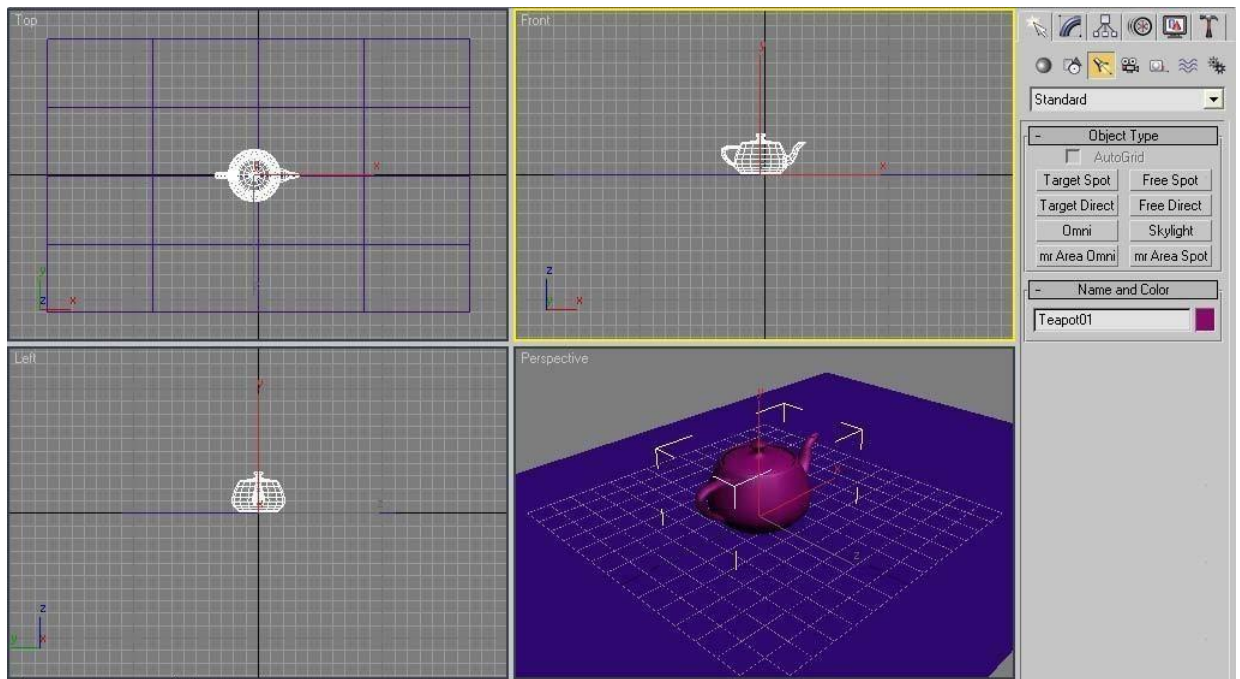 Top
y
z
x
x
Front
y
x
z
y
x
Left
y
x
z
z
y
x
Perspective
y
x
z
Standard
- Object Type
AutoGrid
Target Spot Free Spot
Target Direct Free Direct
Omni Skylight
mr Area Omni mr Area Spot
- Name and Color
Teapot01